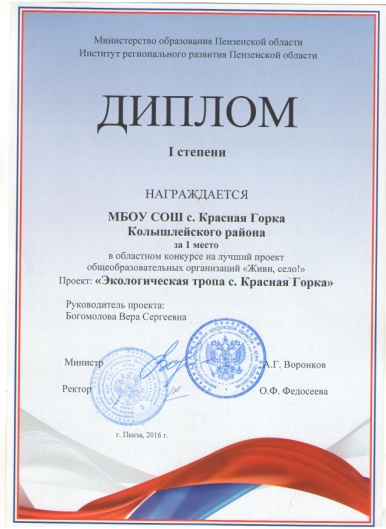 Министерство образования Пензенской области
Институт регионального развития Пензенской области
ДИПЛОМ
I степени
НАГРАЖДАЕТСЯ
МБОУ СОШ с. Красная Горка
Колышлейского района
за 1 место
в областном конкурсе на лучший проект
общеобразовательных организаций «Живи, село!»
Проект: «Экологическая тропа с. Красная Горка»
Руководитель проекта:
Богомолова Вера Сергеевна
Министр А.Г. Воронков
Ректор О.Ф. Федосеева
г. Пенза, 2016 г.